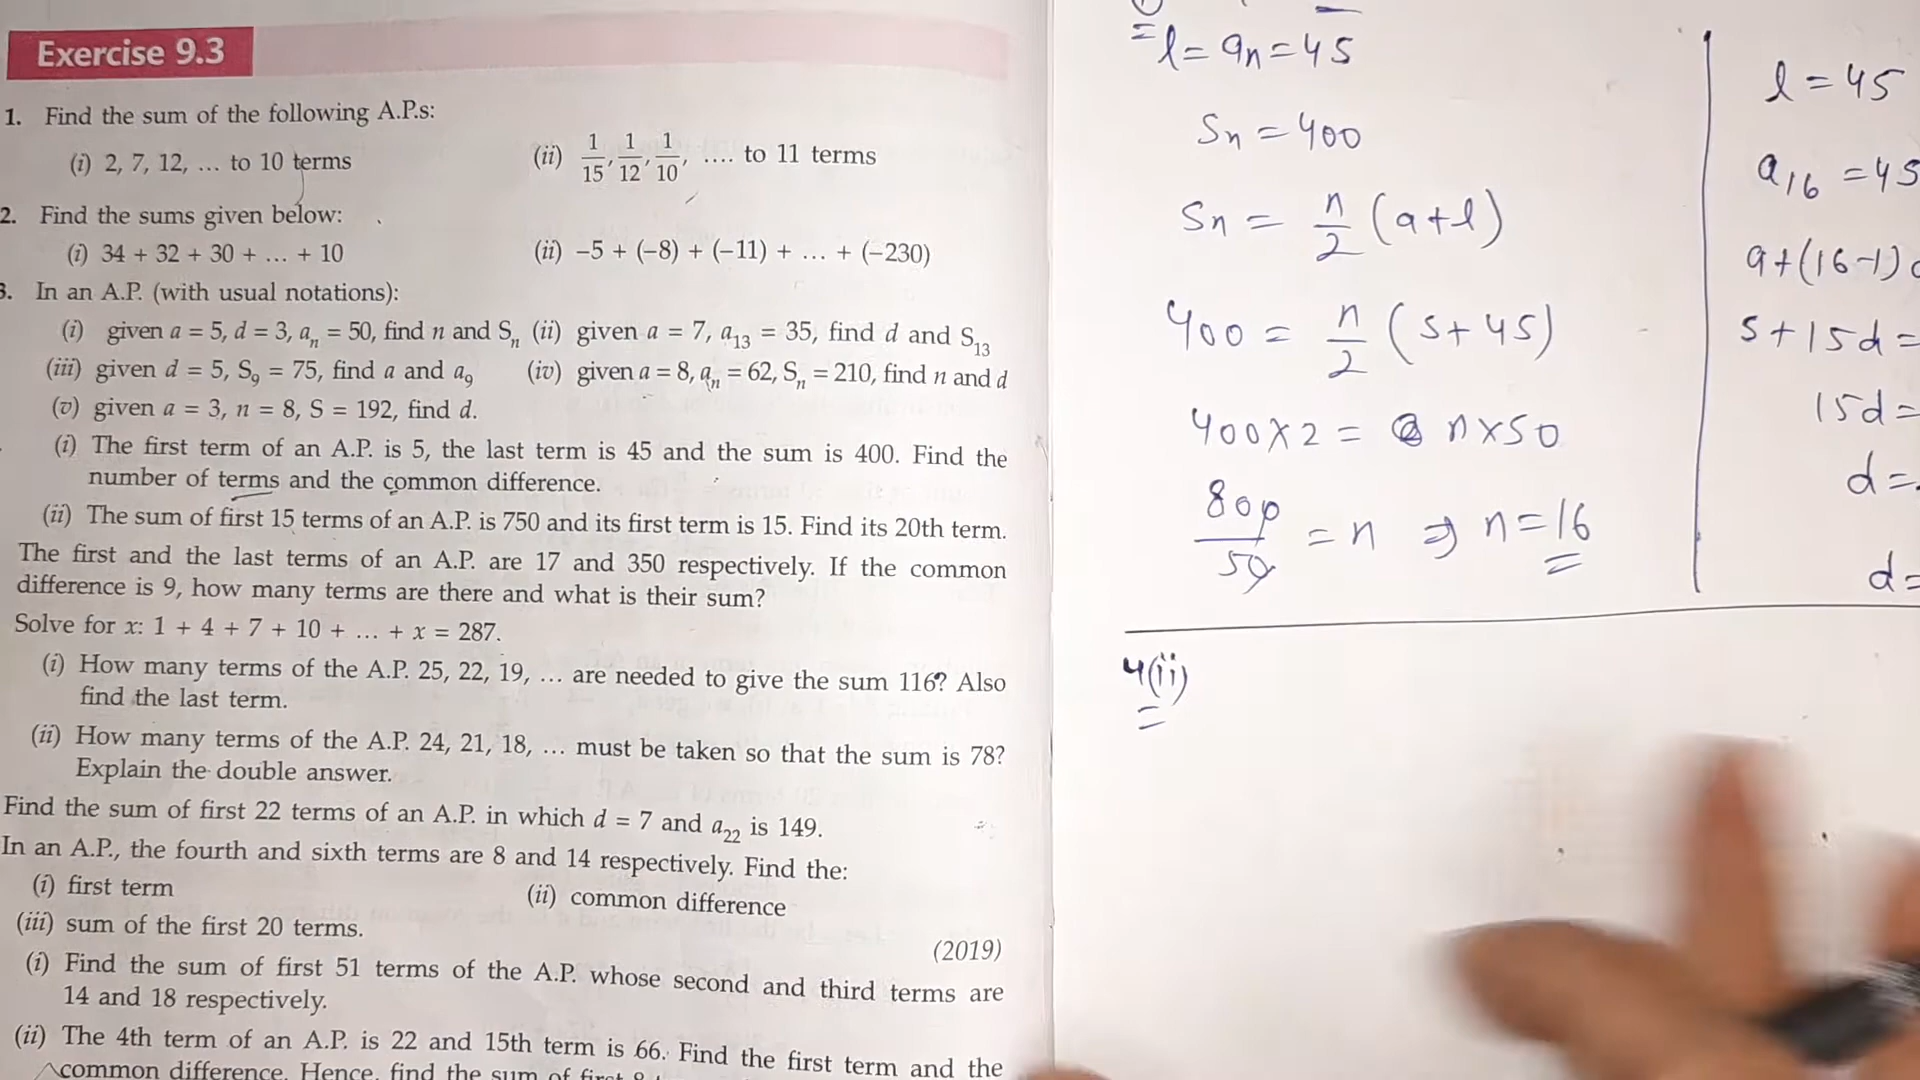 Exercise 9.3
1. Find the sum of the following A.P.s:
(i) 2, 7, 12, ... to 10 terms (ii) 1/15, 1/12, 1/10, .... to 11 terms
2. Find the sums given below:
(i) 34 + 32 + 30 + ... + 10 (ii) −5 + (−8) + (−11) + ... + (−230)
3. In an A.P. (with usual notations):
(i) given a = 5, d = 3, aₙ = 50, find n and Sₙ (ii) given a = 7, a₁₃ = 35, find d and S₁₃
(iii) given d = 5, S₉ = 75, find a and a₉ (iv) given a = 8, aₙ = 62, Sₙ = 210, find n and d
(v) given a = 3, n = 8, S = 192, find d.
(i) The first term of an A.P. is 5, the last term is 45 and the sum is 400. Find the
number of terms and the common difference.
(ii) The sum of first 15 terms of an A.P. is 750 and its first term is 15. Find its 20th term.
The first and the last terms of an A.P. are 17 and 350 respectively. If the common
difference is 9, how many terms are there and what is their sum?
Solve for x: 1 + 4 + 7 + 10 + ... + x = 287.
(i) How many terms of the A.P. 25, 22, 19, ... are needed to give the sum 116? Also
find the last term.
(ii) How many terms of the A.P. 24, 21, 18, ... must be taken so that the sum is 78?
Explain the double answer.
Find the sum of first 22 terms of an A.P. in which d = 7 and a₂₂ is 149.
In an A.P., the fourth and sixth terms are 8 and 14 respectively. Find the:
(i) first term (ii) common difference
(iii) sum of the first 20 terms. (2019)
(i) Find the sum of first 51 terms of the A.P. whose second and third terms are
14 and 18 respectively.
(ii) The 4th term of an A.P. is 22 and 15th term is 66. Find the first term and the
common difference. Hence, find the sum of first
l = aₙ = 45
Sₙ = 400
Sₙ = n/2 (a+l)
400 = n/2 (5+45)
400×2 = n×50
800/50 = n ⇒ n=16
l = 45
a₁₆ = 45
a+(16−1)
5+15d=
15d=
d=
d=
4(ii)